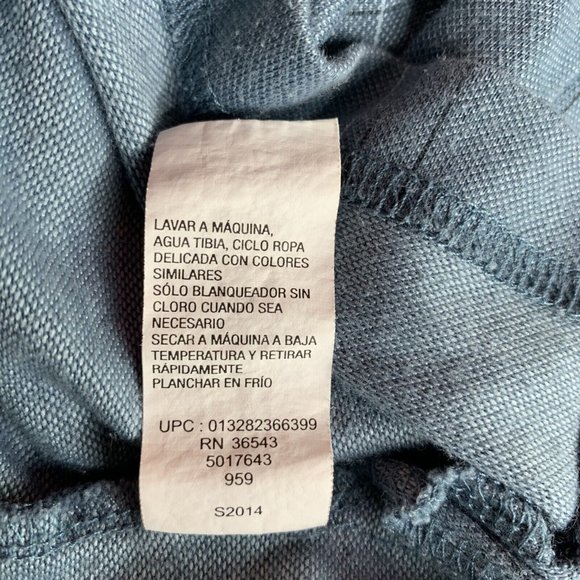 LAVAR A MÁQUINA,
AGUA TIBIA, CICLO ROPA
DELICADA CON COLORES
SIMILARES
SÓLO BLANQUEADOR SIN
CLORO CUANDO SEA
NECESARIO
SECAR A MÁQUINA A BAJA
TEMPERATURA Y RETIRAR
RÁPIDAMENTE
PLANCHAR EN FRÍO
UPC : 013282366399
RN 36543
5017643
959
S2014